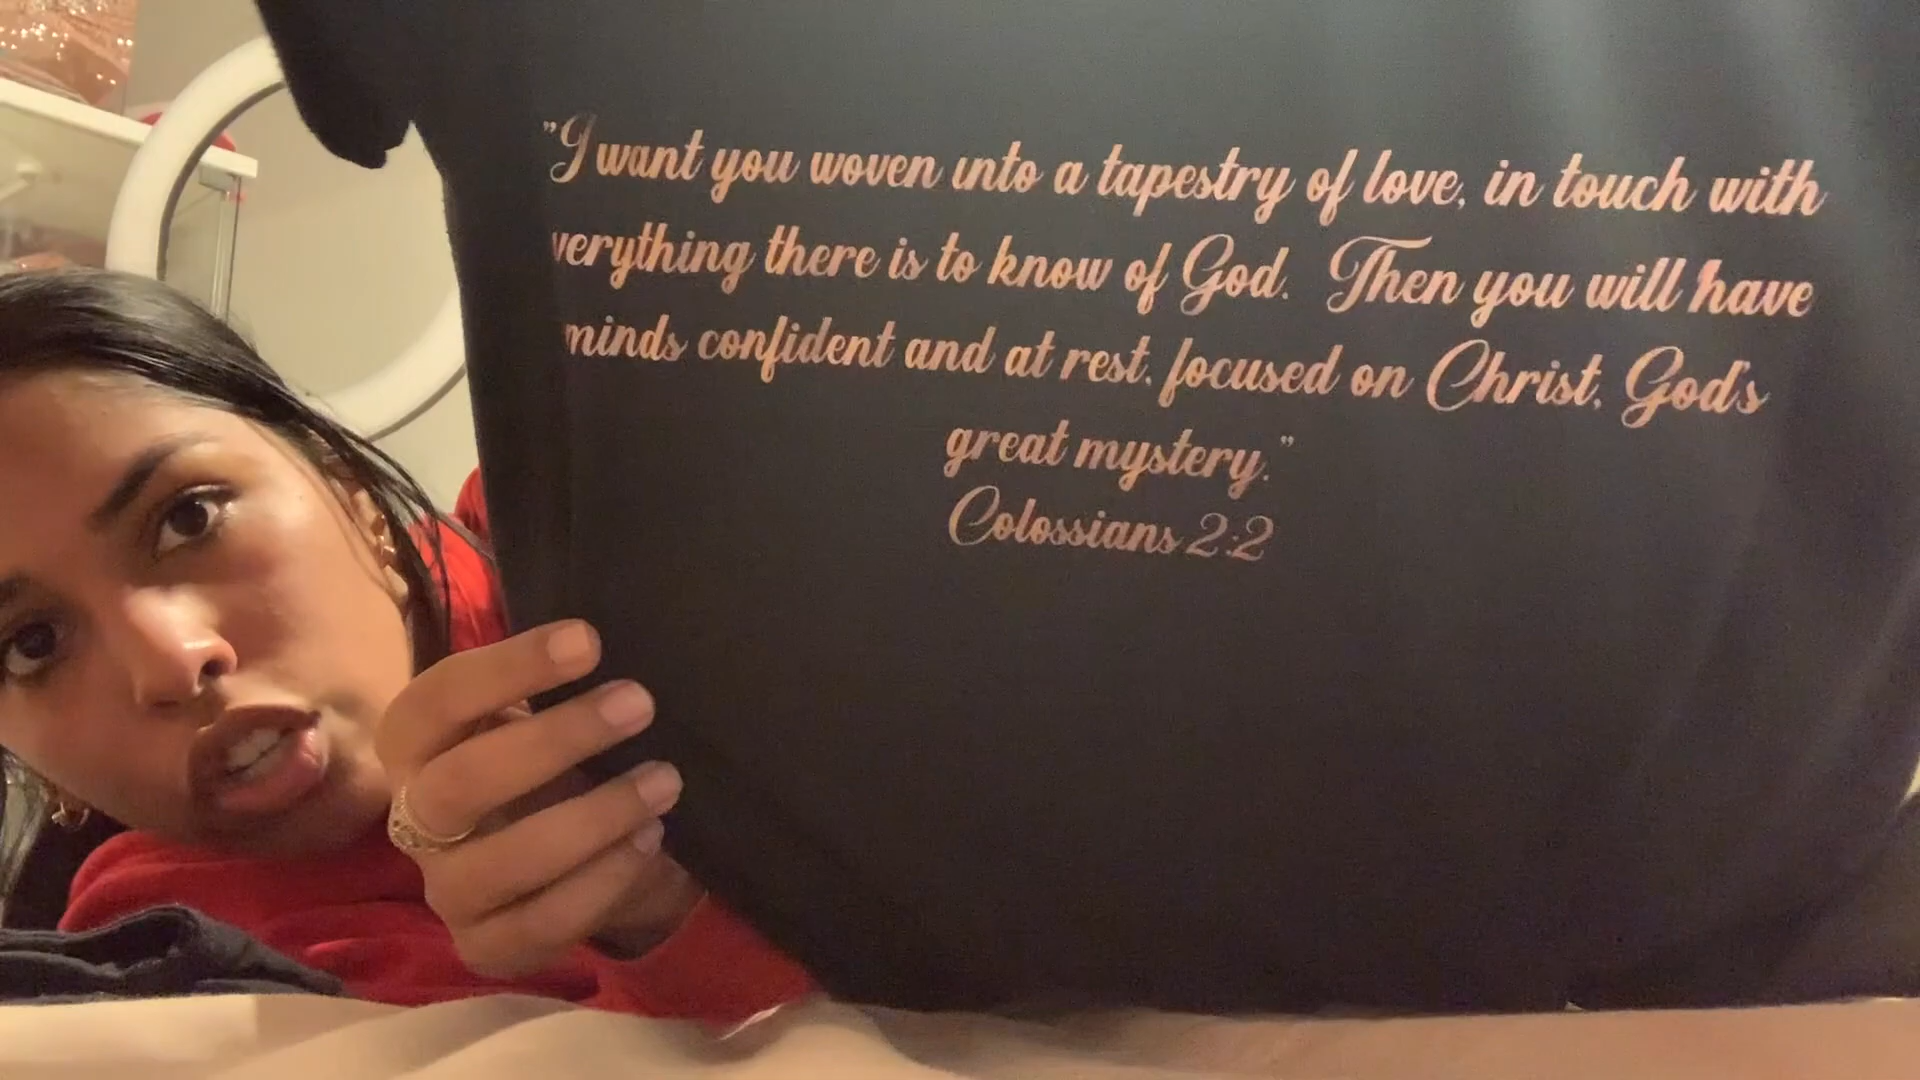 "I want you woven into a tapestry of love, in touch with
verything there is to know of God. Then you will have
minds confident and at rest, focused on Christ, God's
great mystery."
Colossians 2:2